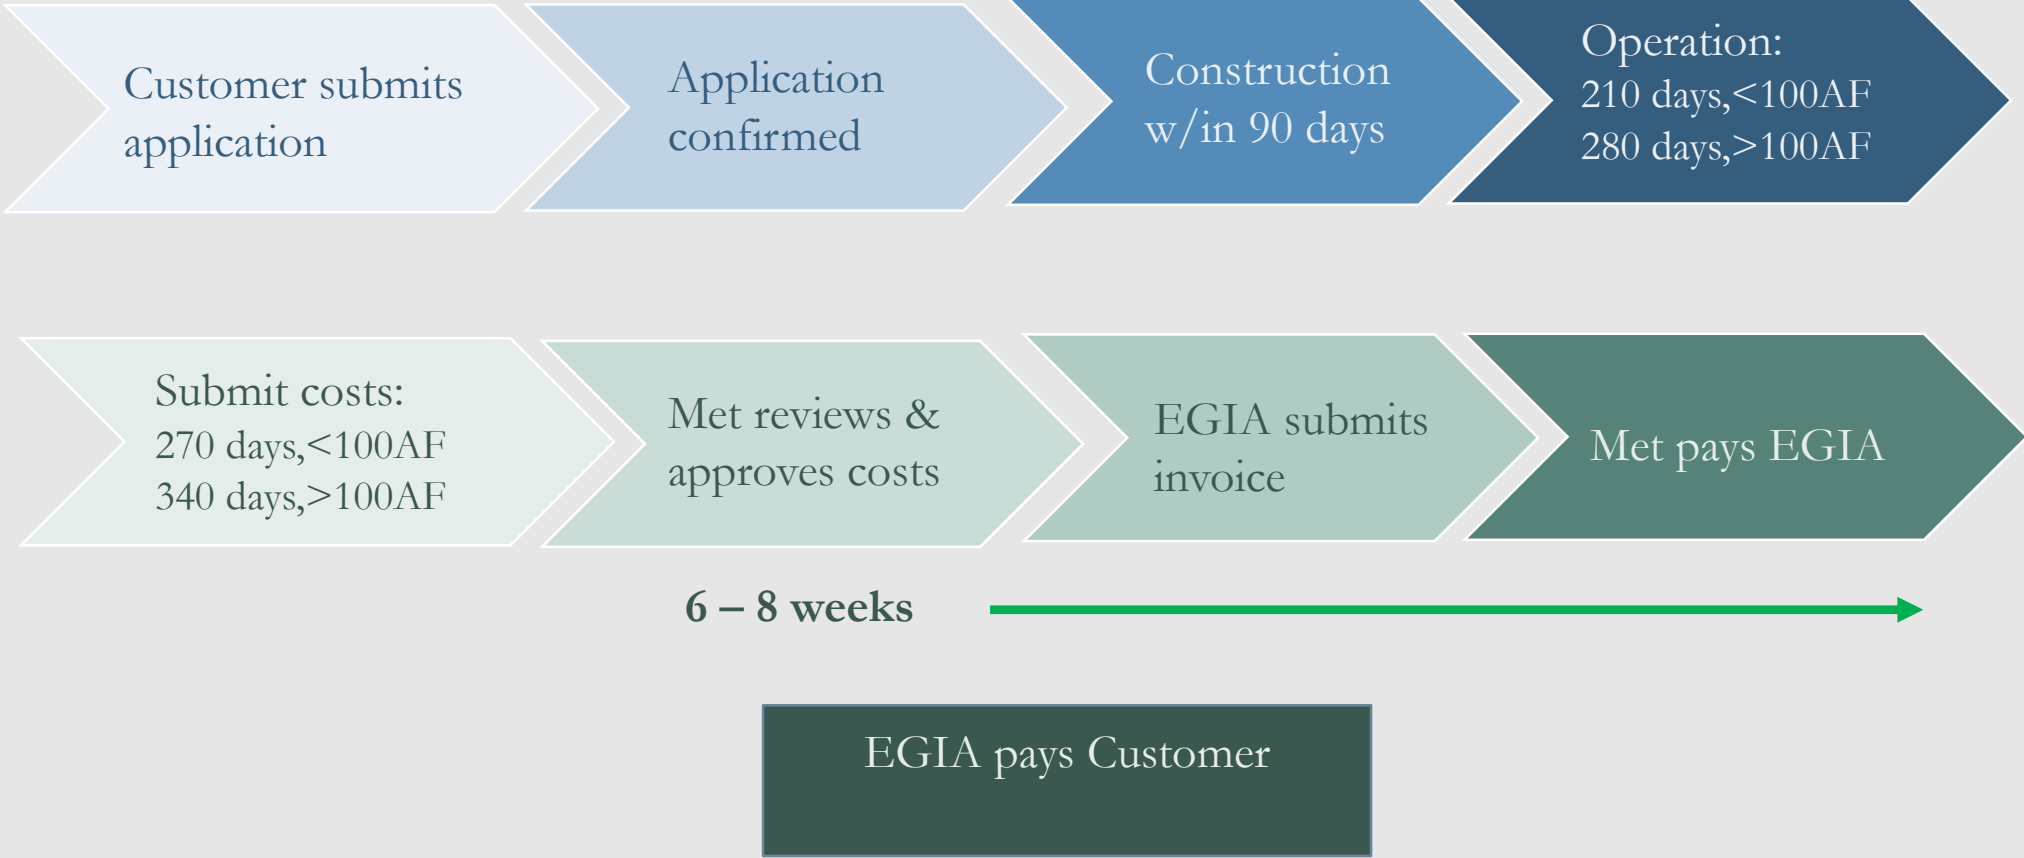 Customer submits
application
Application
confirmed
Construction
w/in 90 days
Operation:
210 days,<100AF
280 days,>100AF
Submit costs:
270 days,<100AF
340 days,>100AF
Met reviews &
approves costs
EGIA submits
invoice
Met pays EGIA
6 – 8 weeks
EGIA pays Customer